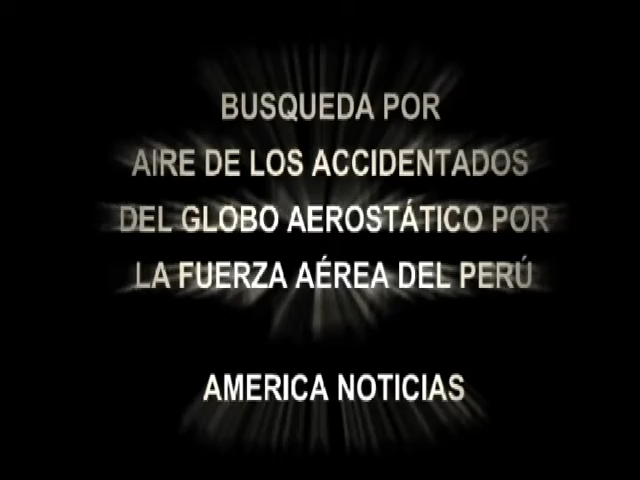 BUSQUEDA POR
AIRE DE LOS ACCIDENTADOS
DEL GLOBO AEROSTÁTICO POR
LA FUERZA AÉREA DEL PERÚ
AMERICA NOTICIAS